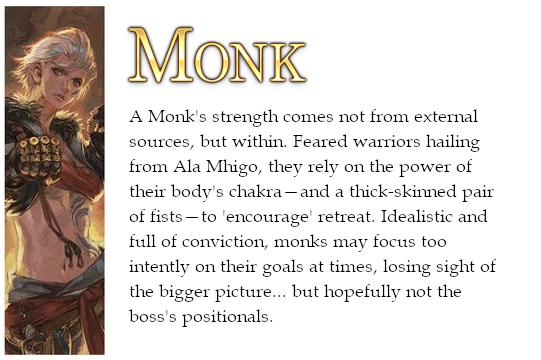 Monk
A Monk's strength comes not from external
sources, but within. Feared warriors hailing
from Ala Mhigo, they rely on the power of
their body's chakra—and a thick-skinned pair
of fists—to 'encourage' retreat. Idealistic and
full of conviction, monks may focus too
intently on their goals at times, losing sight of
the bigger picture... but hopefully not the
boss's positionals.